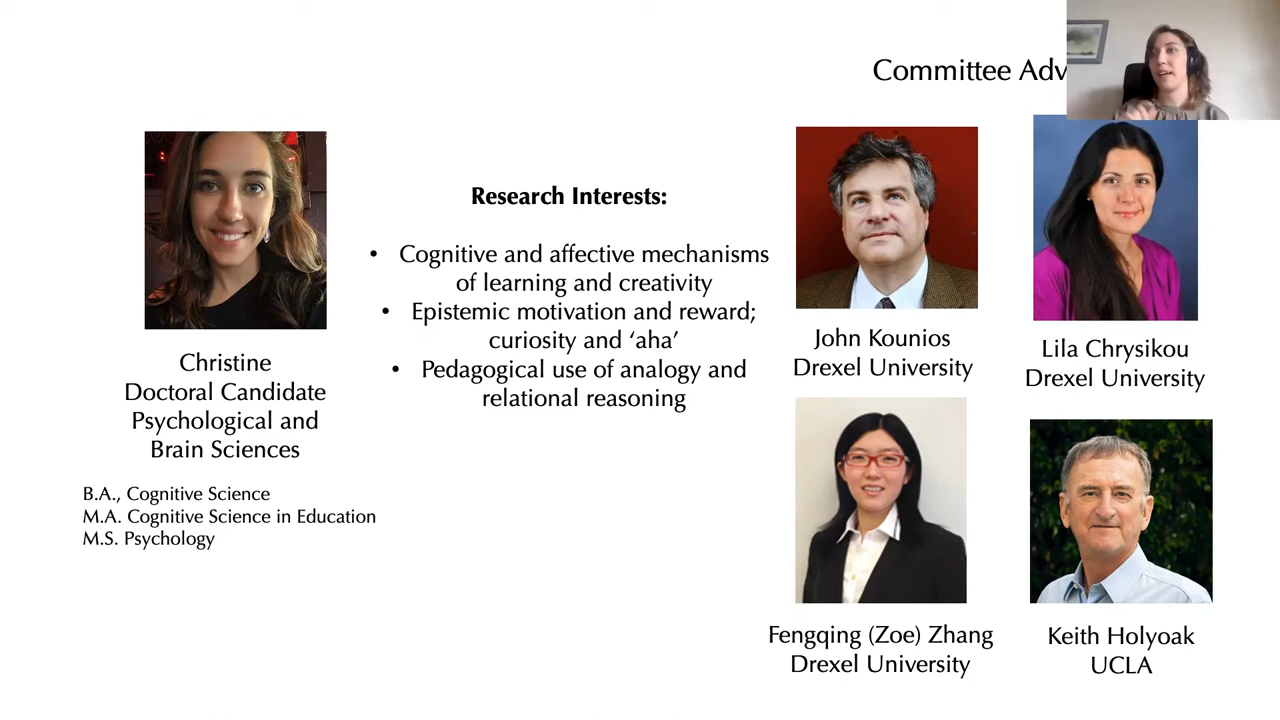 Committee Adv
Christine
Doctoral Candidate
Psychological and
Brain Sciences
B.A., Cognitive Science
M.A. Cognitive Science in Education
M.S. Psychology
Research Interests:
• Cognitive and affective mechanisms
of learning and creativity
• Epistemic motivation and reward;
curiosity and ‘aha’
• Pedagogical use of analogy and
relational reasoning
John Kounios
Drexel University
Lila Chrysikou
Drexel University
Fengqing (Zoe) Zhang
Drexel University
Keith Holyoak
UCLA